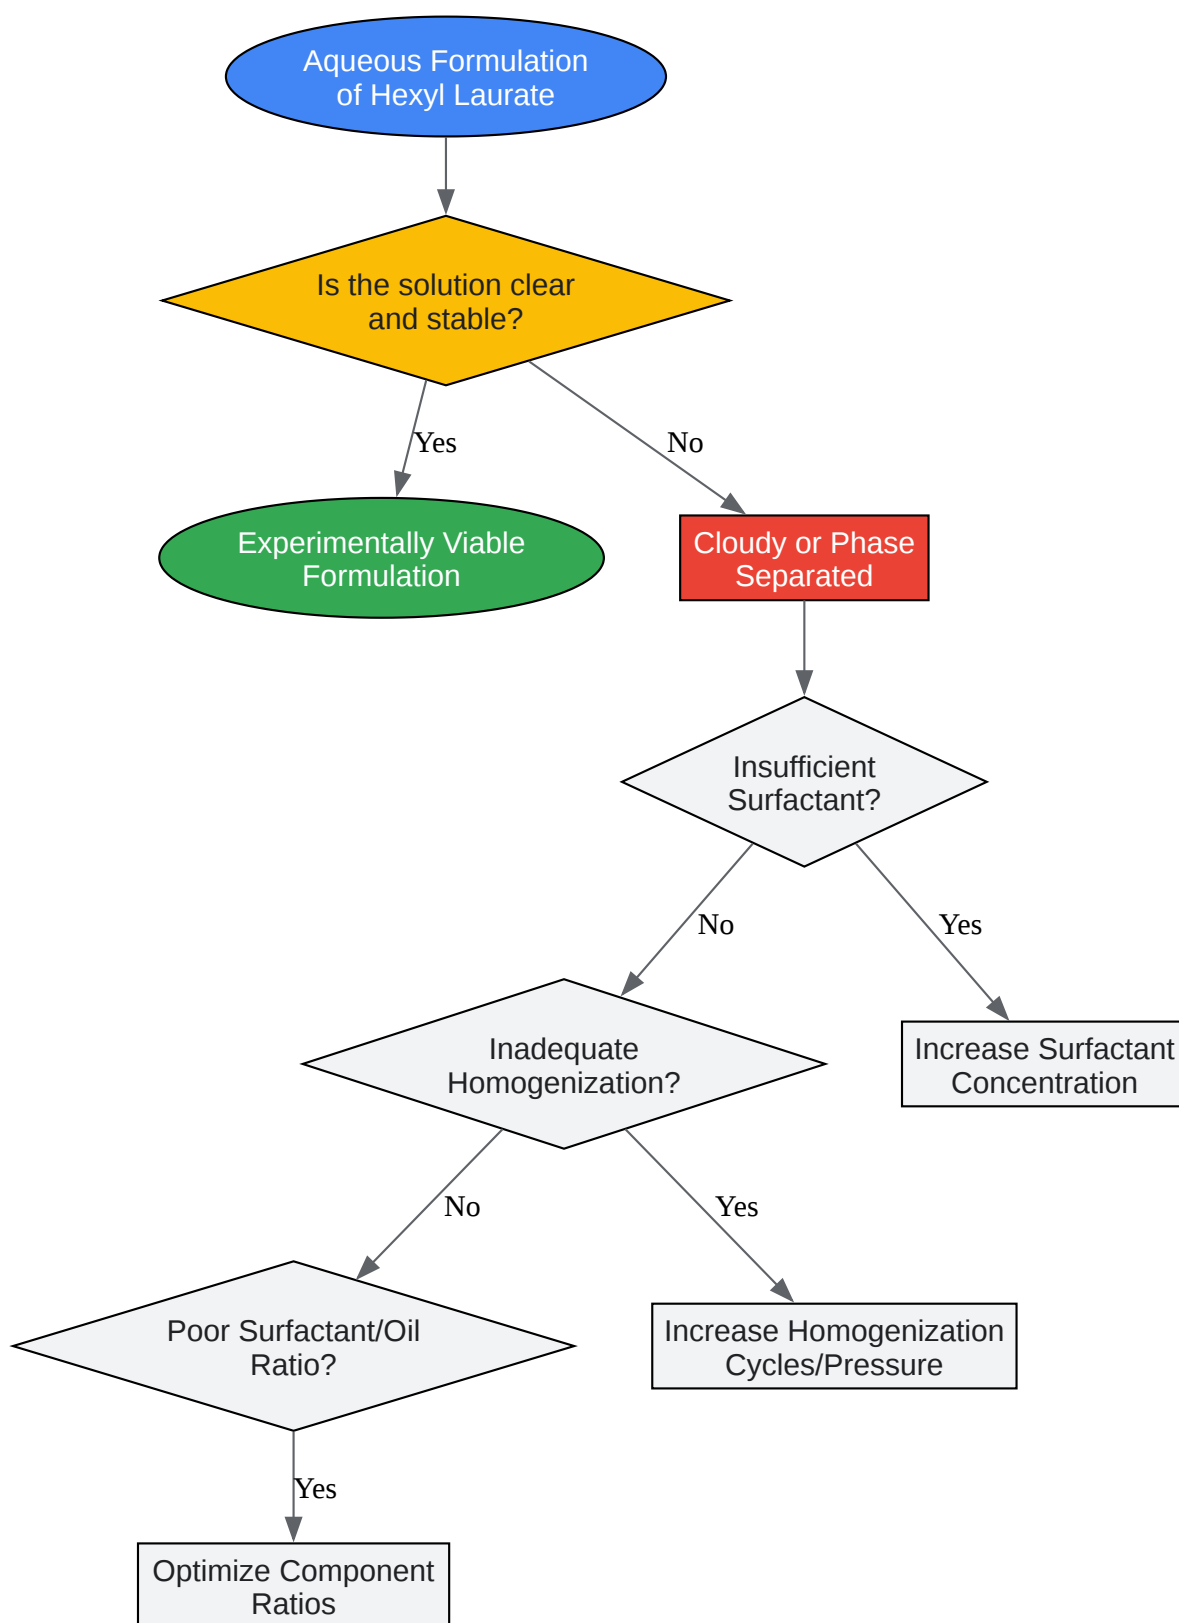 Aqueous Formulation
of Hexyl Laurate
Is the solution clear
and stable?
Yes
No
Experimentally Viable
Formulation
Cloudy or Phase
Separated
Insufficient
Surfactant?
No
Yes
Inadequate
Homogenization?
Increase Surfactant
Concentration
No
Yes
Poor Surfactant/Oil
Ratio?
Increase Homogenization
Cycles/Pressure
Yes
Optimize Component
Ratios